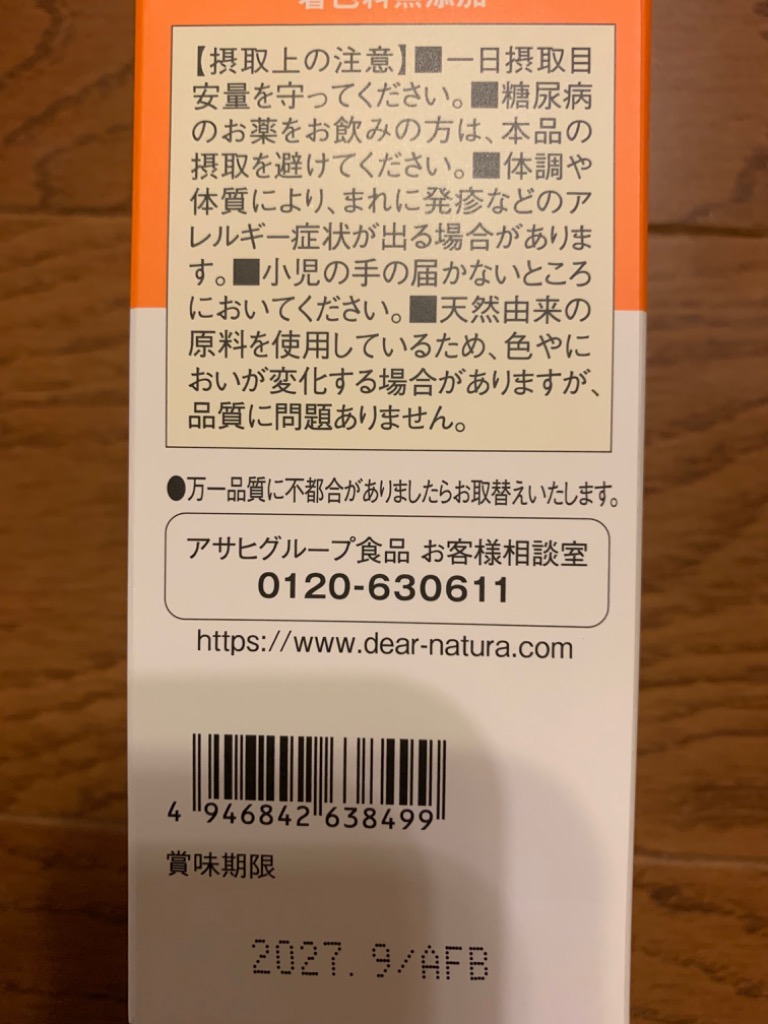 着色料無添加
【摂取上の注意】■一日摂取目
安量を守ってください。■糖尿病
のお薬をお飲みの方は、本品の
摂取を避けてください。■体調や
体質により、まれに発疹などのア
レルギー症状が出る場合がありま
す。■小児の手の届かないところ
においてください。■天然由来の
原料を使用しているため、色やに
おいが変化する場合がありますが、
品質に問題ありません。
●万一品質に不都合がありましたらお取替えいたします。
アサヒグループ食品 お客様相談室
0120-630611
https://www.dear-natura.com
4 946842 638499
賞味期限
2027. 9/AFB